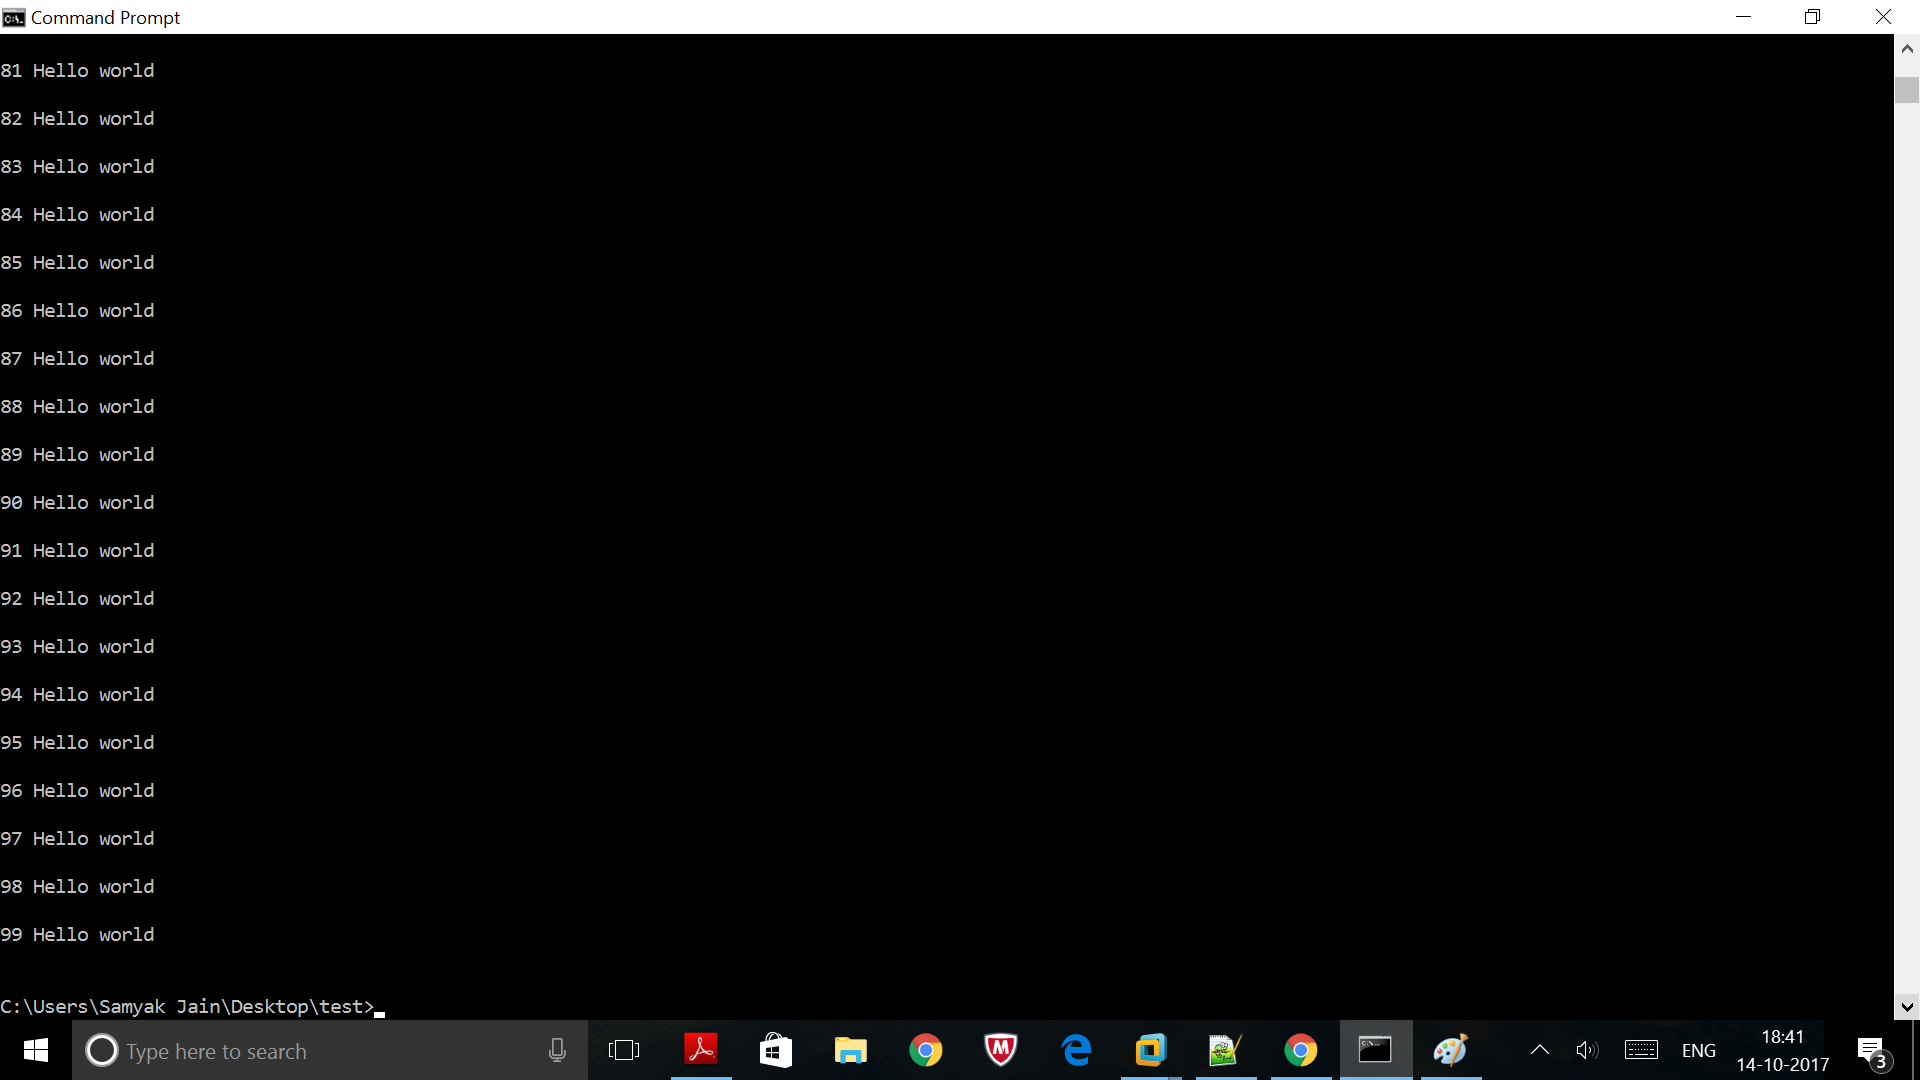 Command Prompt
81 Hello world
82 Hello world
83 Hello world
84 Hello world
85 Hello world
86 Hello world
87 Hello world
88 Hello world
89 Hello world
90 Hello world
91 Hello world
92 Hello world
93 Hello world
94 Hello world
95 Hello world
96 Hello world
97 Hello world
98 Hello world
99 Hello world
C:\Users\Samyak Jain\Desktop\test>
Type here to search
ENG
18:41
14-10-2017
3